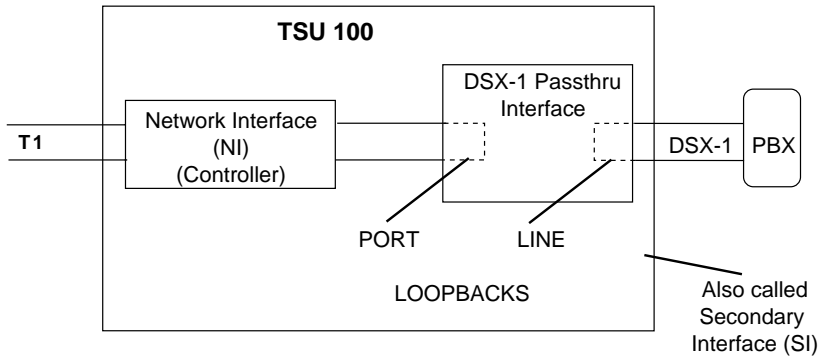 TSU 100
DSX-1 Passthru
Interface
Network Interface
(NI)
(Controller)
T1
DSX-1
PBX
PORT
LINE
LOOPBACKS
Also called
Secondary
Interface (SI)